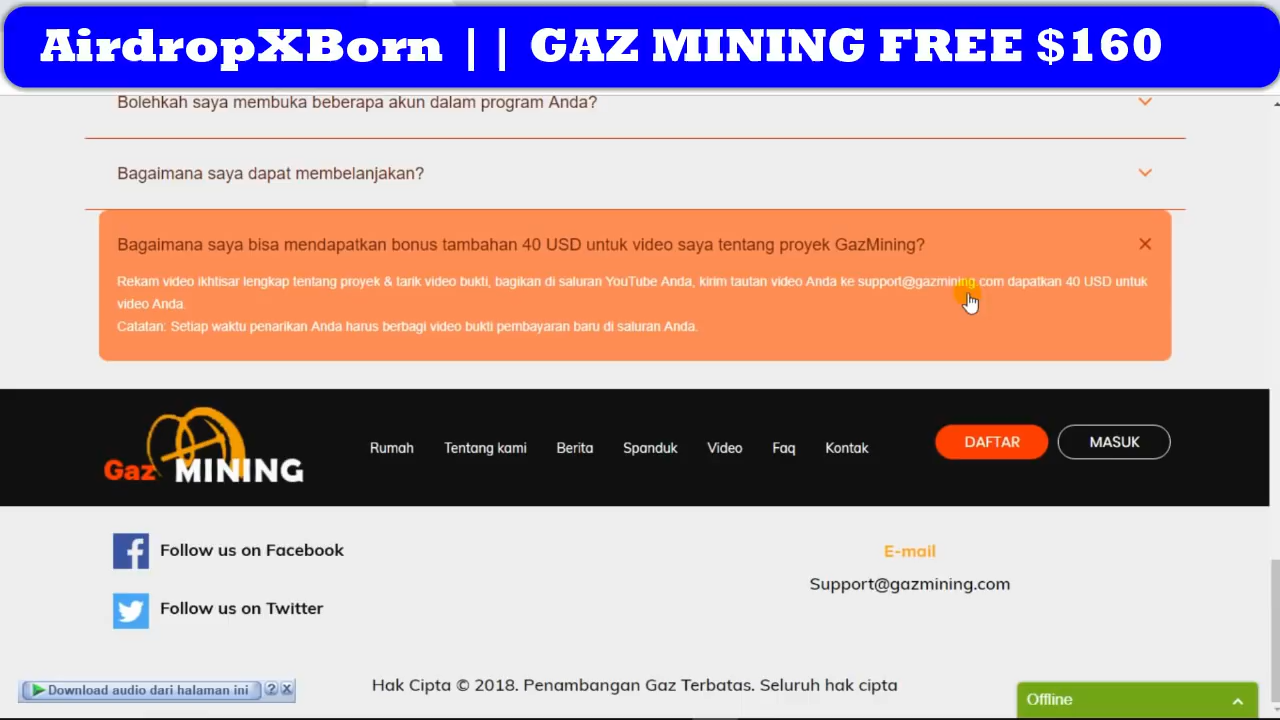 AirdropXBorn || GAZ MINING FREE $160
Bolehkah saya membuka beberapa akun dalam program Anda?
Bagaimana saya dapat membelanjakan?
Bagaimana saya bisa mendapatkan bonus tambahan 40 USD untuk video saya tentang proyek GazMining?
Rekam video ikhtisar lengkap tentang proyek & tarik video bukti, bagikan di saluran YouTube Anda, kirim tautan video Anda ke support@gazmining.com dapatkan 40 USD untuk
video Anda.
Catatan: Setiap waktu penarikan Anda harus berbagi video bukti pembayaran baru di saluran Anda.
Gaz MINING
Rumah Tentang kami Berita Spanduk Video Faq Kontak
DAFTAR MASUK
Follow us on Facebook
E-mail
Support@gazmining.com
Follow us on Twitter
Download audio dari halaman ini ? X
Hak Cipta © 2018. Penambangan Gaz Terbatas. Seluruh hak cipta
Offline